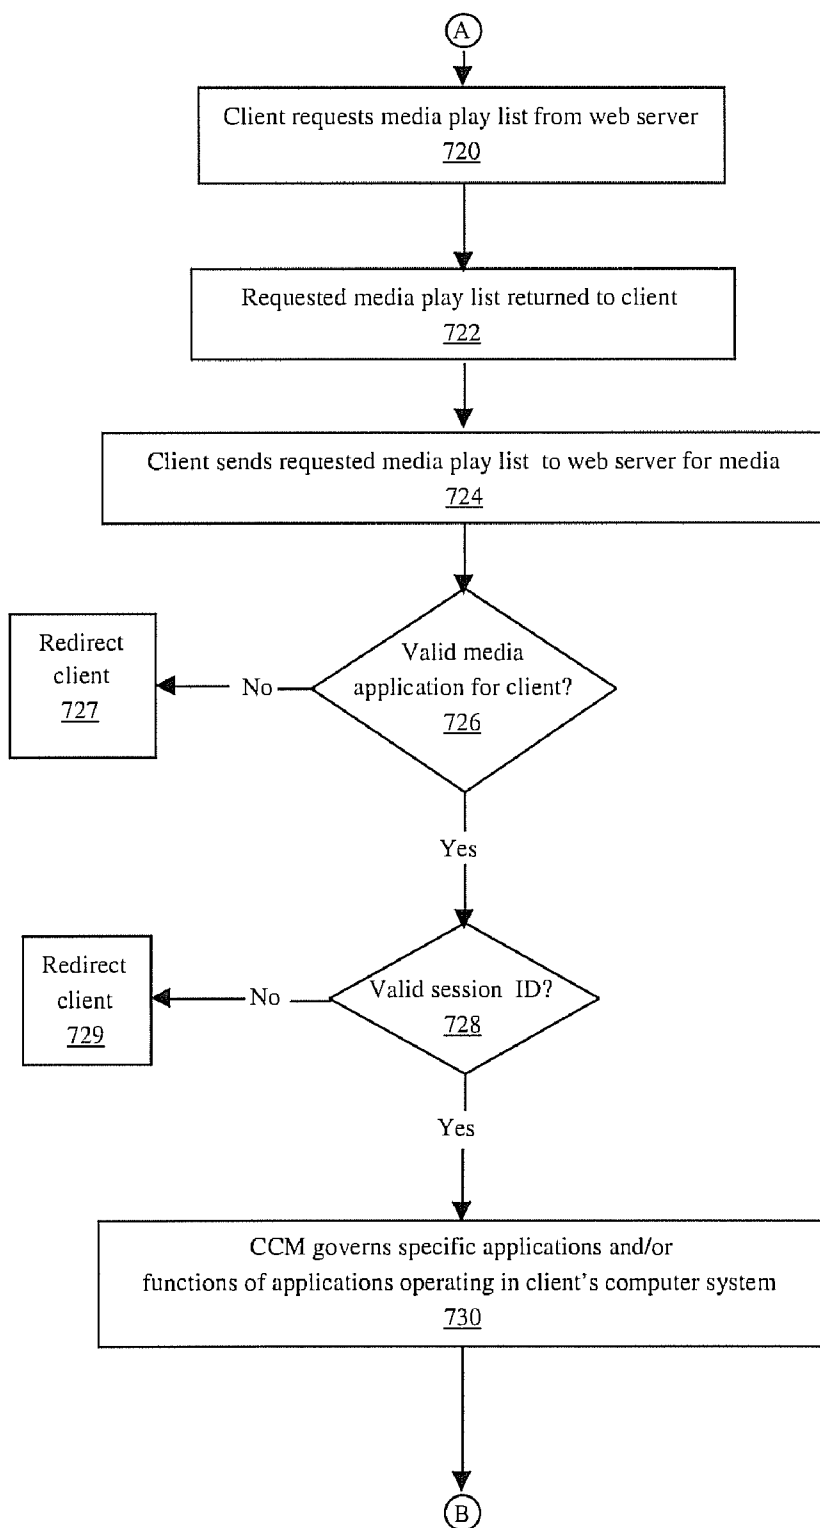 A
Client requests media play list from web server
720
Requested media play list returned to client
722
Client sends requested media play list to web server for media
724
Valid media
application for client?
726
No
Redirect
client
727
Yes
Valid session ID?
728
No
Redirect
client
729
Yes
CCM governs specific applications and/or
functions of applications operating in client's computer system
730
B